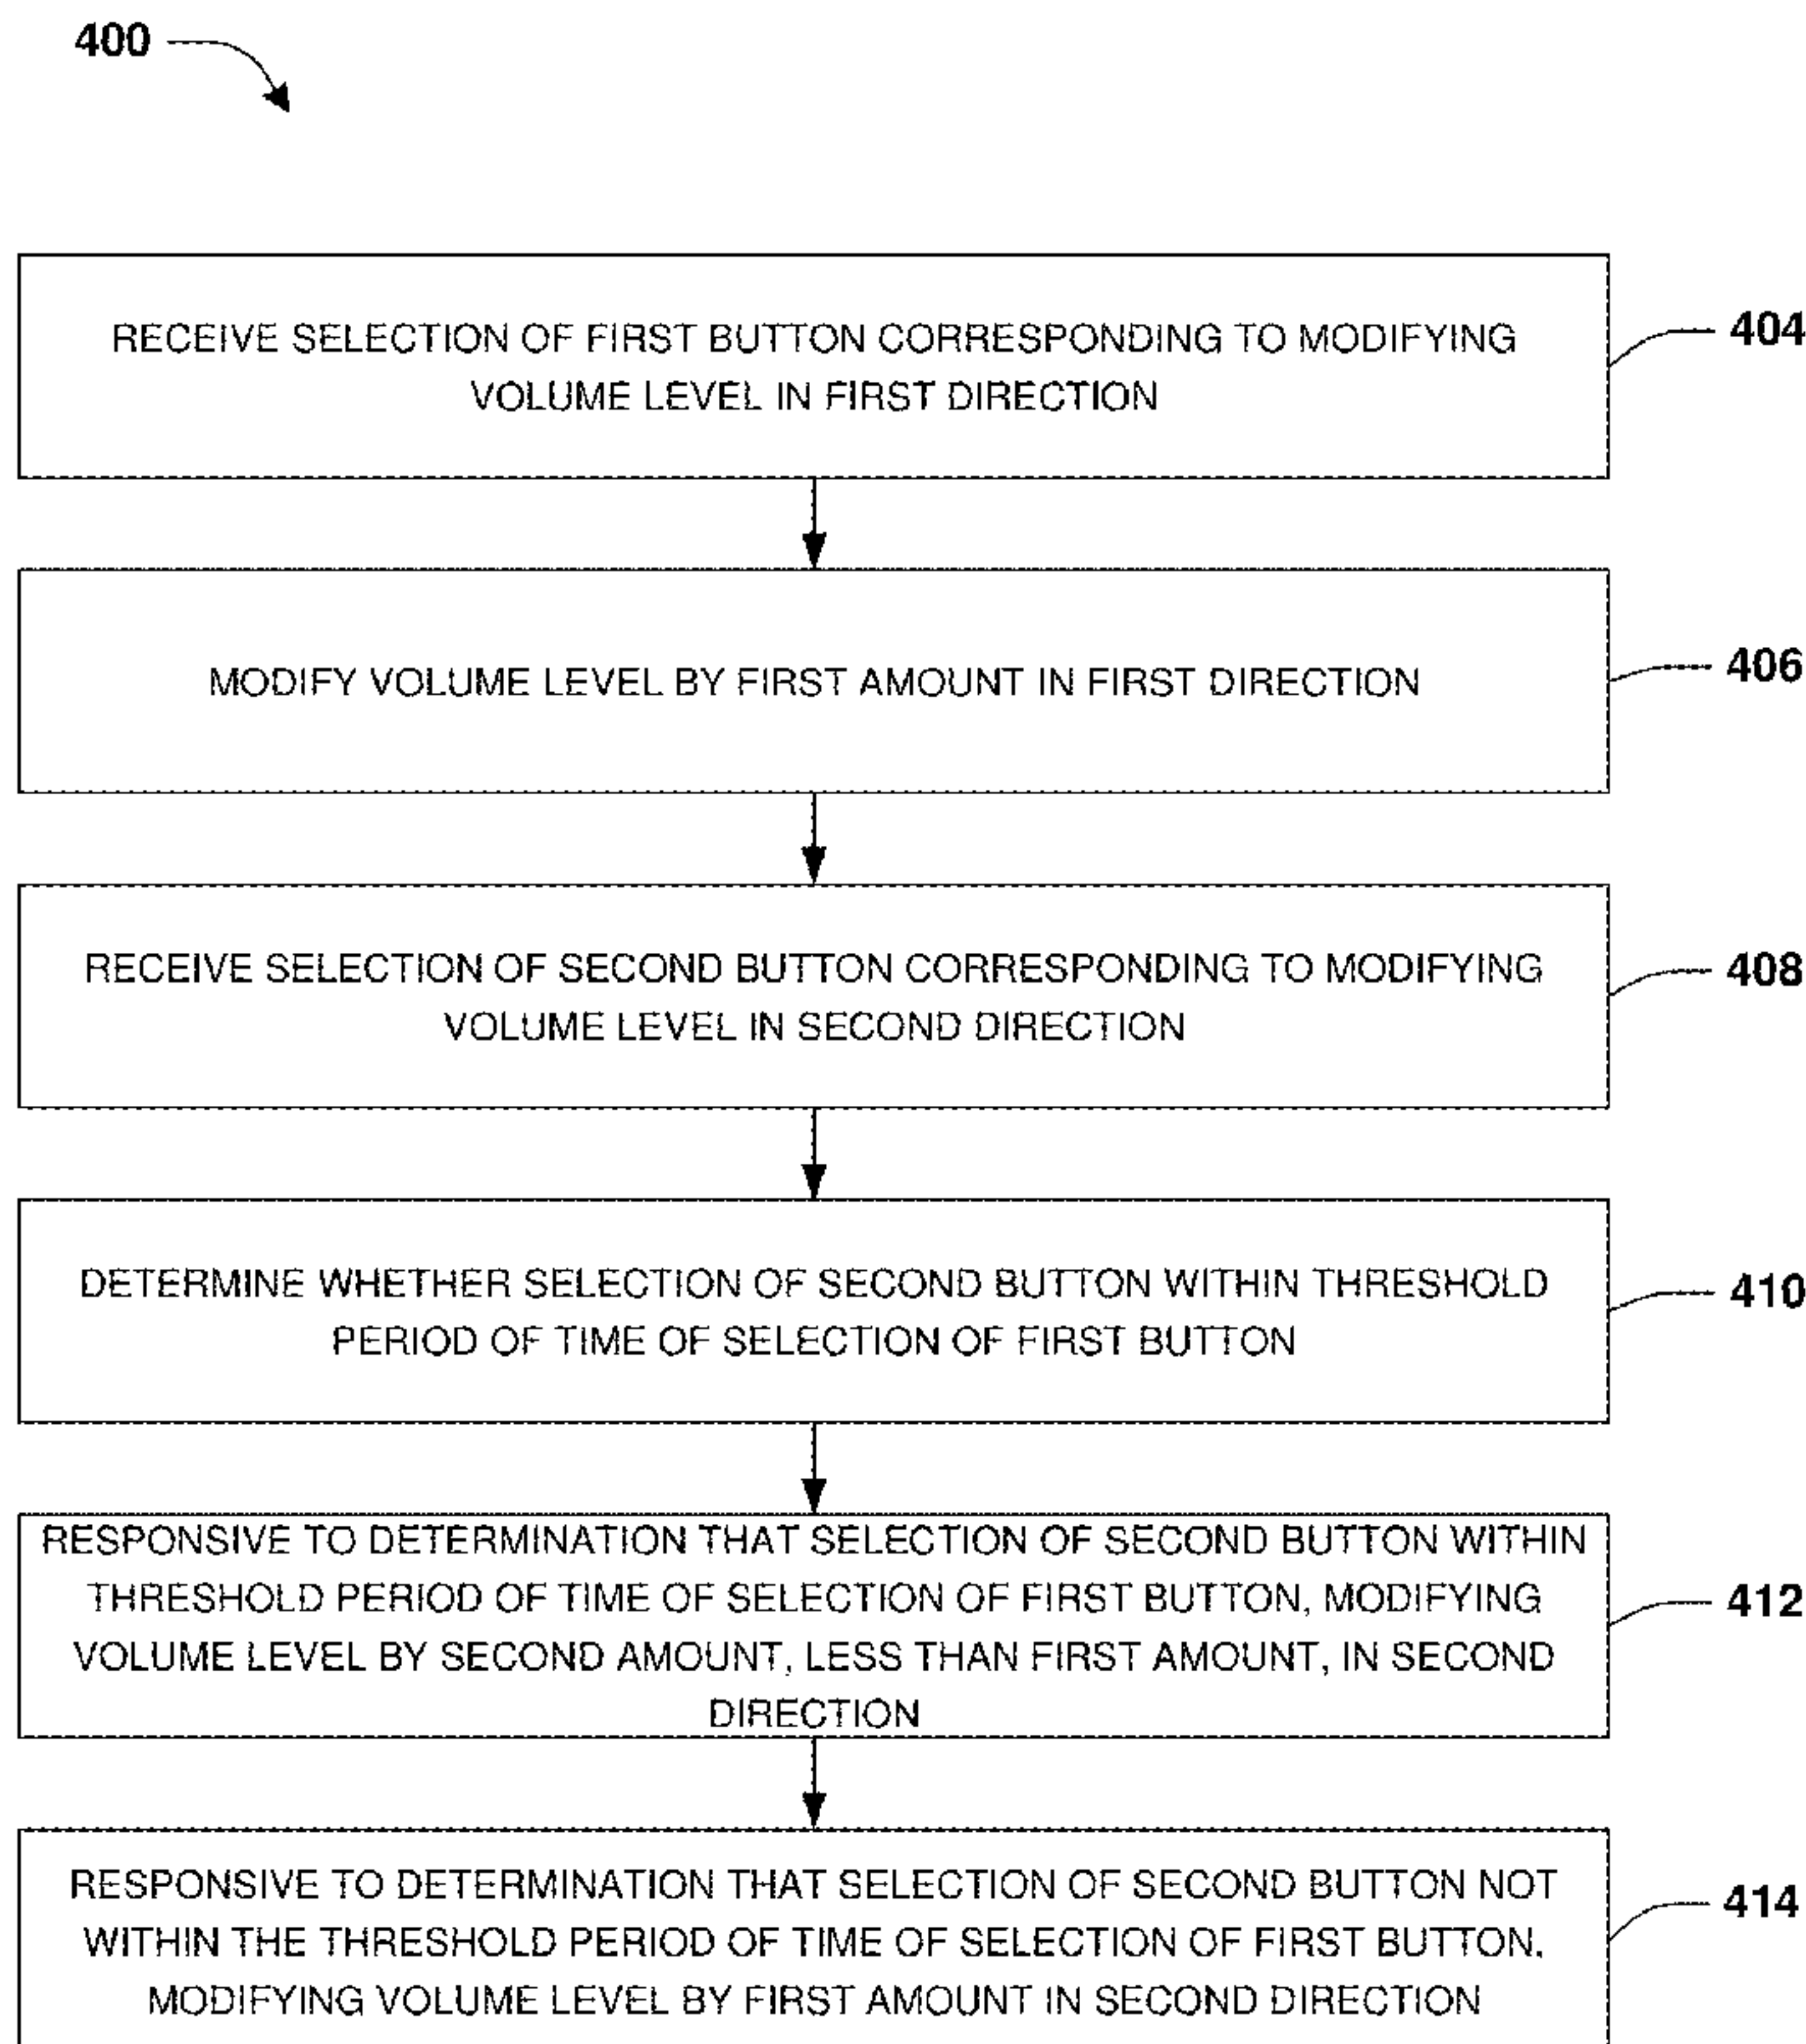 400
RECEIVE SELECTION OF FIRST BUTTON CORRESPONDING TO MODIFYING
VOLUME LEVEL IN FIRST DIRECTION
404
MODIFY VOLUME LEVEL BY FIRST AMOUNT IN FIRST DIRECTION
406
RECEIVE SELECTION OF SECOND BUTTON CORRESPONDING TO MODIFYING
VOLUME LEVEL IN SECOND DIRECTION
408
DETERMINE WHETHER SELECTION OF SECOND BUTTON WITHIN THRESHOLD
PERIOD OF TIME OF SELECTION OF FIRST BUTTON
410
RESPONSIVE TO DETERMINATION THAT SELECTION OF SECOND BUTTON WITHIN
THRESHOLD PERIOD OF TIME OF SELECTION OF FIRST BUTTON, MODIFYING
VOLUME LEVEL BY SECOND AMOUNT, LESS THAN FIRST AMOUNT, IN SECOND
DIRECTION
412
RESPONSIVE TO DETERMINATION THAT SELECTION OF SECOND BUTTON NOT
WITHIN THE THRESHOLD PERIOD OF TIME OF SELECTION OF FIRST BUTTON,
MODIFYING VOLUME LEVEL BY FIRST AMOUNT IN SECOND DIRECTION
414